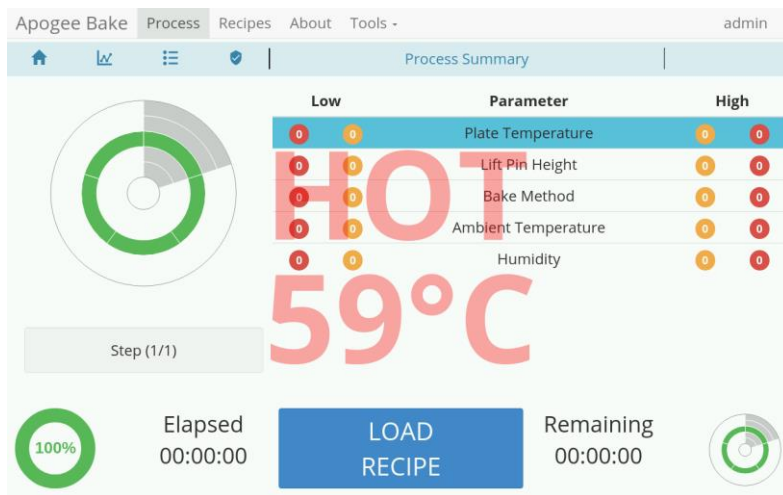 Apogee Bake Process Recipes About Tools admin
Process Summary
Low Parameter High
0 0 Plate Temperature 0 0
0 0 Lift Pin Height 0 0
0 0 Bake Method 0 0
0 0 Ambient Temperature 0 0
0 0 Humidity 0 0
HOT
59°C
Step (1/1)
100%
Elapsed
00:00:00
LOAD
RECIPE
Remaining
00:00:00